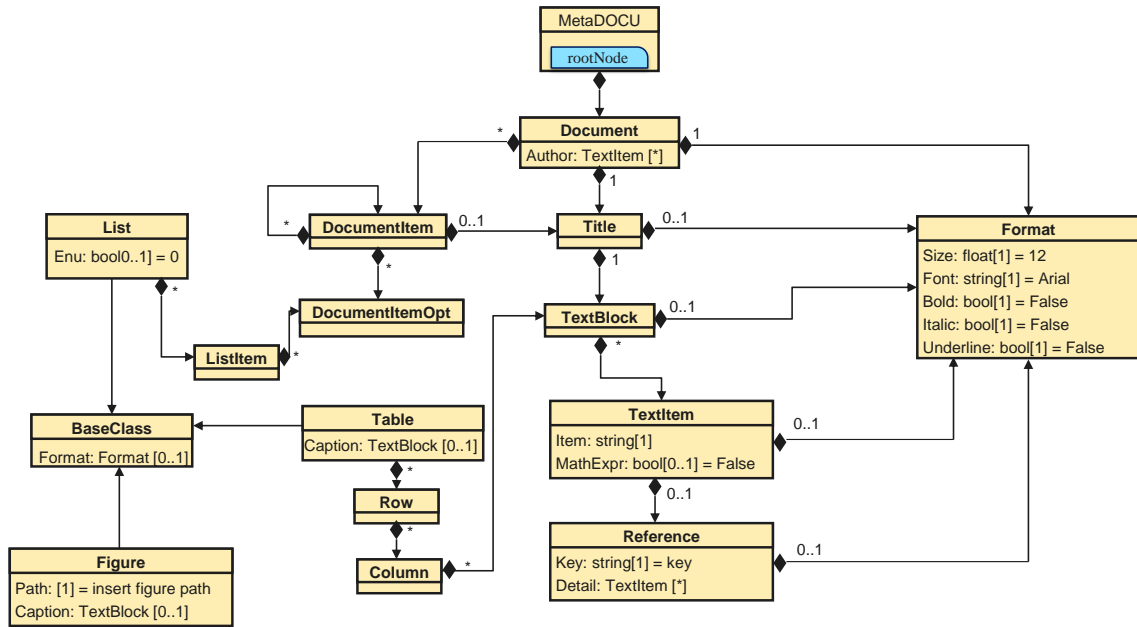 MetaDOCU
rootNode
Document
Author: TextItem [*]
*
1
1
DocumentItem
*
0..1
*
Title
0..1
1
List
Enu: bool0..1] = 0
*
Format
Size: float[1] = 12
Font: string[1] = Arial
Bold: bool[1] = False
Italic: bool[1] = False
Underline: bool[1] = False
DocumentItemOpt
TextBlock
0..1
*
ListItem
*
BaseClass
Format: Format [0..1]
Table
Caption: TextBlock [0..1]
*
TextItem
Item: string[1]
MathExpr: bool[0..1] = False
0..1
0..1
Row
*
Column
*
Reference
Key: string[1] = key
Detail: TextItem [*]
0..1
Figure
Path: [1] = insert figure path
Caption: TextBlock [0..1]